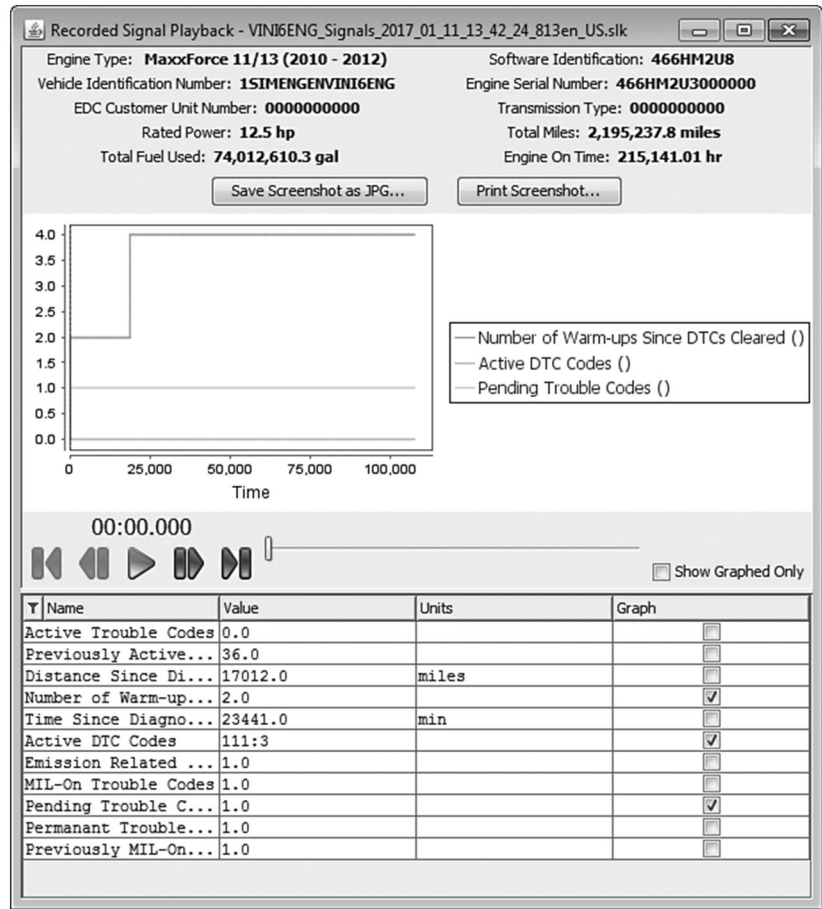 Recorded Signal Playback - VINI6ENG_Signals_2017_01_11_13_42_24_813en_US.slk
Engine Type: MaxxForce 11/13 (2010 - 2012) Software Identification: 466HM2U8
Vehicle Identification Number: 1SIMENGENVINI6ENG Engine Serial Number: 466HM2U3000000
EDC Customer Unit Number: 0000000000 Transmission Type: 0000000000
Rated Power: 12.5 hp Total Miles: 2,195,237.8 miles
Total Fuel Used: 74,012,610.3 gal Engine On Time: 215,141.01 hr
Save Screenshot as JPG... Print Screenshot...
4.0
3.5
3.0
2.5
2.0
1.5
1.0
0.5
0.0
0 25,000 50,000 75,000 100,000
Time
Number of Warm-ups Since DTCs Cleared ()
Active DTC Codes ()
Pending Trouble Codes ()
00:00.000
Show Graphed Only
Name Value Units Graph
Active Trouble Codes 0.0
Previously Active... 36.0
Distance Since Di... 17012.0 miles
Number of Warm-up... 2.0
Time Since Diagno... 23441.0 min
Active DTC Codes 111:3
Emission Related ... 1.0
MIL-On Trouble Codes 1.0
Pending Trouble C... 1.0
Permanant Trouble... 1.0
Previously MIL-On... 1.0